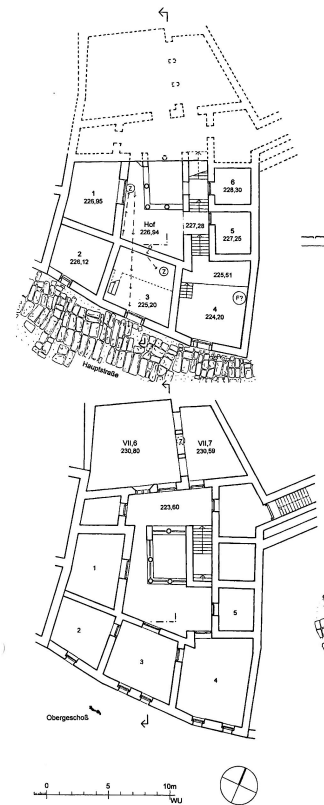 1
226,95
Z
6
228,30
Hof
226,94
227,28
5
227,25
2
226,12
Z
225,51
3
225,20
4
224,20
F?
Hauptstraße
VII,6
230,80
VII,7
230,59
223,60
1
5
2
3
4
Obergeschoß
0 5 10m
WU